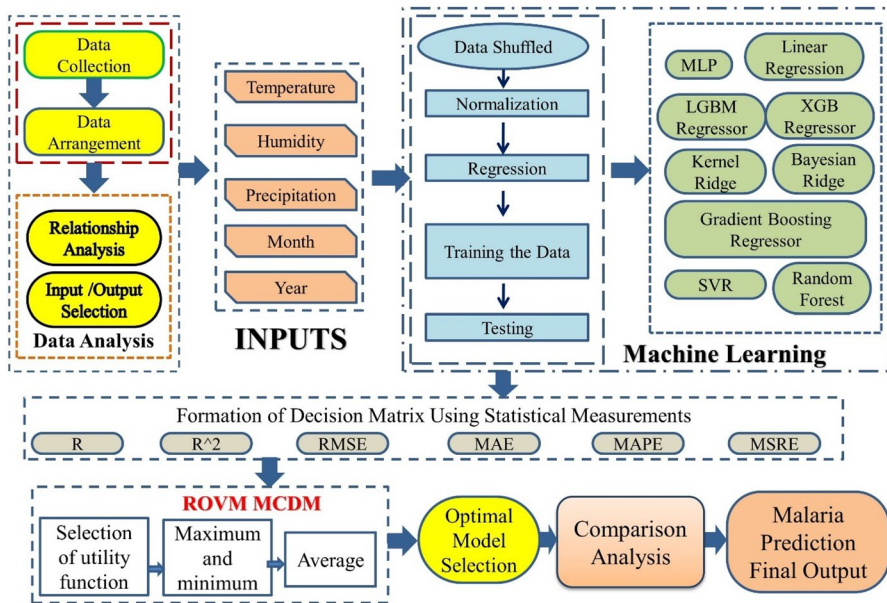 Data
Collection
Data
Arrangement
Relationship
Analysis
Input /Output
Selection
Data Analysis
Temperature
Humidity
Precipitation
Month
Year
INPUTS
Data Shuffled
Normalization
Regression
Training the Data
Testing
MLP
Linear
Regression
LGBM
Regressor
XGB
Regressor
Kernel
Ridge
Bayesian
Ridge
Gradient Boosting
Regressor
SVR
Random
Forest
Machine Learning
Formation of Decision Matrix Using Statistical Measurements
R
R^2
RMSE
MAE
MAPE
MSRE
ROVM MCDM
Selection
of utility
function
Maximum
and
minimum
Average
Optimal
Model
Selection
Comparison
Analysis
Malaria
Prediction
Final Output